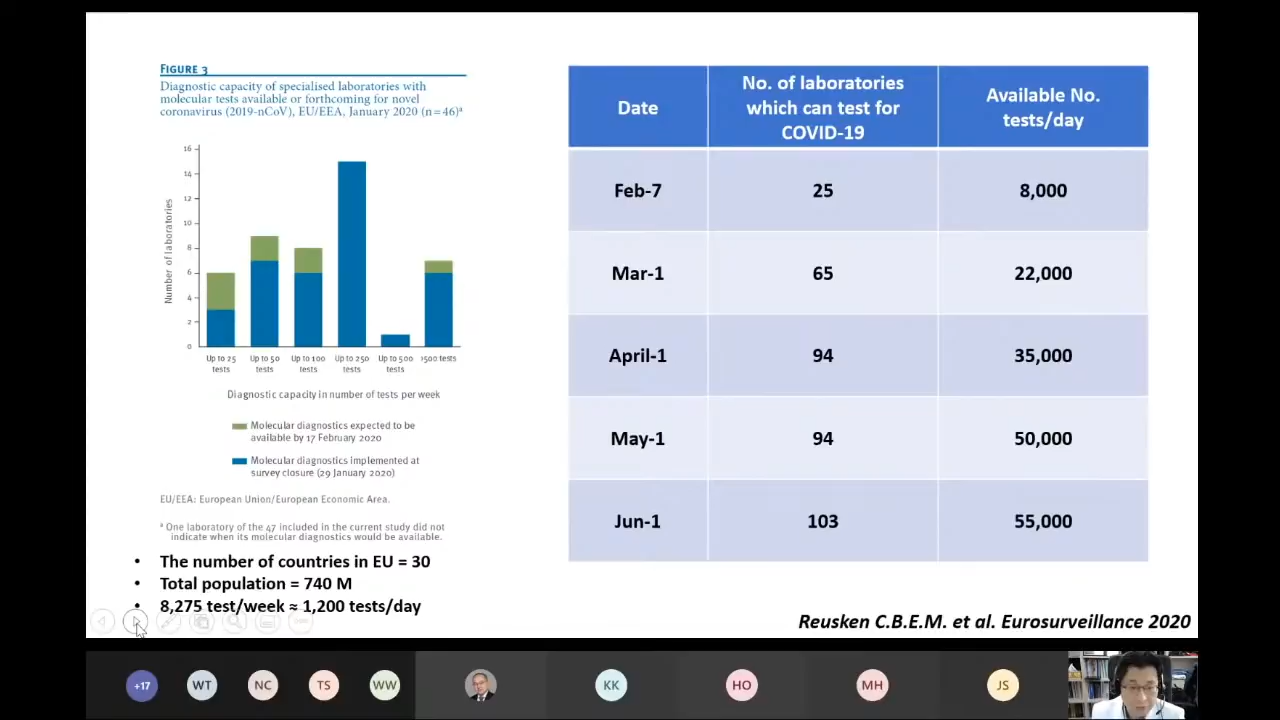 FIGURE 3
Diagnostic capacity of specialised laboratories with
molecular tests available or forthcoming for novel
coronavirus (2019-nCoV), EU/EEA, January 2020 (n=46)ª
16
14
12
10
8
6
4
2
0
Number of laboratories
Up to 25 tests
Up to 50 tests
Up to 100 tests
Up to 250 tests
Up to 500 tests
>500 tests
Diagnostic capacity in number of tests per week
Molecular diagnostics expected to be
available by 17 February 2020
Molecular diagnostics implemented at
survey closure (29 January 2020)
EU/EEA: European Union/European Economic Area.
ª One laboratory of the 47 included in the current study did not
indicate when its molecular diagnostics would be available.
• The number of countries in EU = 30
• Total population = 740 M
• 8,275 test/week ≈ 1,200 tests/day
Date
No. of laboratories
which can test for
COVID-19
Available No.
tests/day
Feb-7 25 8,000
Mar-1 65 22,000
April-1 94 35,000
May-1 94 50,000
Jun-1 103 55,000
Reusken C.B.E.M. et al. Eurosurveillance 2020
+17 WT NC TS WW KK HO MH JS